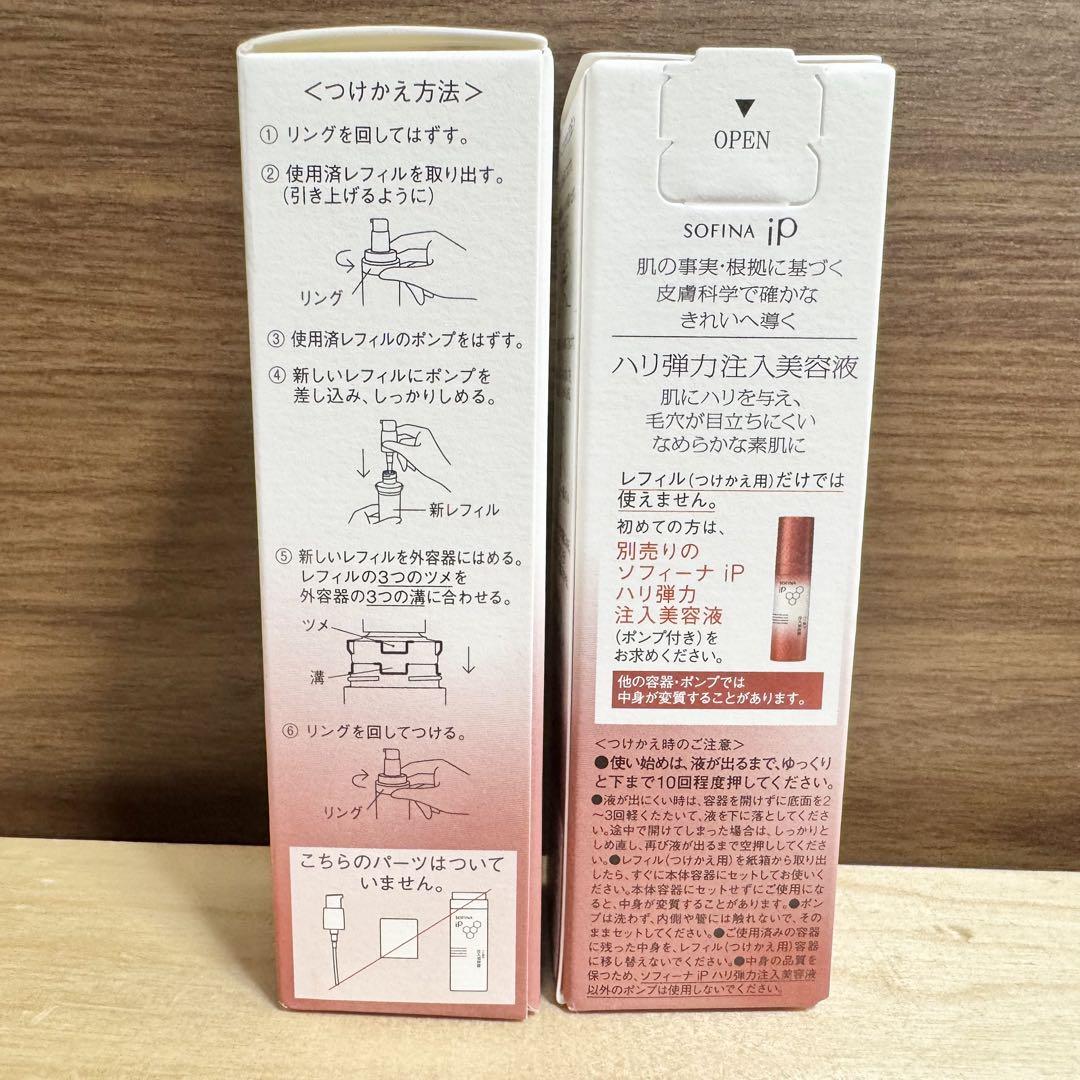 ＜つけかえ方法＞
① リングを回してはずす。
② 使用済レフィルを取り出す。
（引き上げるように）
リング
③ 使用済レフィルのポンプをはずす。
④ 新しいレフィルにポンプを
差し込み、しっかりしめる。
新レフィル
⑤ 新しいレフィルを外容器にはめる。
レフィルの3つのツメを
外容器の3つの溝に合わせる。
ツメ
溝
⑥ リングを回してつける。
リング
こちらのパーツはついて
いません。
SOFINA
iP
▼
OPEN
SOFINA iP
肌の事実・根拠に基づく
皮膚科学で確かな
きれいへ導く
ハリ弾力注入美容液
肌にハリを与え、
毛穴が目立ちにくい
なめらかな素肌に
レフィル（つけかえ用）だけでは
使えません。
初めての方は、
別売りの
ソフィーナ iP
ハリ弾力
注入美容液
（ポンプ付き）を
お求めください。
SOFINA
iP
他の容器・ポンプでは
中身が変質することがあります。
＜つけかえ時のご注意＞
●使い始めは、液が出るまで、ゆっくり
と下まで10回程度押してください。
●液が出にくい時は、容器を開けずに底面を2
〜3回軽くたたいて、液を下に落としてくださ
い。途中で開けてしまった場合は、しっかりと
しめ直し、再び液が出るまで空押ししてくださ
い。●レフィル（つけかえ用）を紙箱から取り出
したら、すぐに本体容器にセットしてお使いく
ださい。本体容器にセットせずにご使用にな
ると、中身が変質することがあります。●ポン
プは洗わず、内側や管には触れないで、その
ままセットしてください。●ご使用済みの容器
に残った中身を、レフィル（つけかえ用）容器
に移し替えないでください。●中身の品質を
保つため、ソフィーナ iP ハリ弾力注入美容液
以外のポンプは使用しないでください。